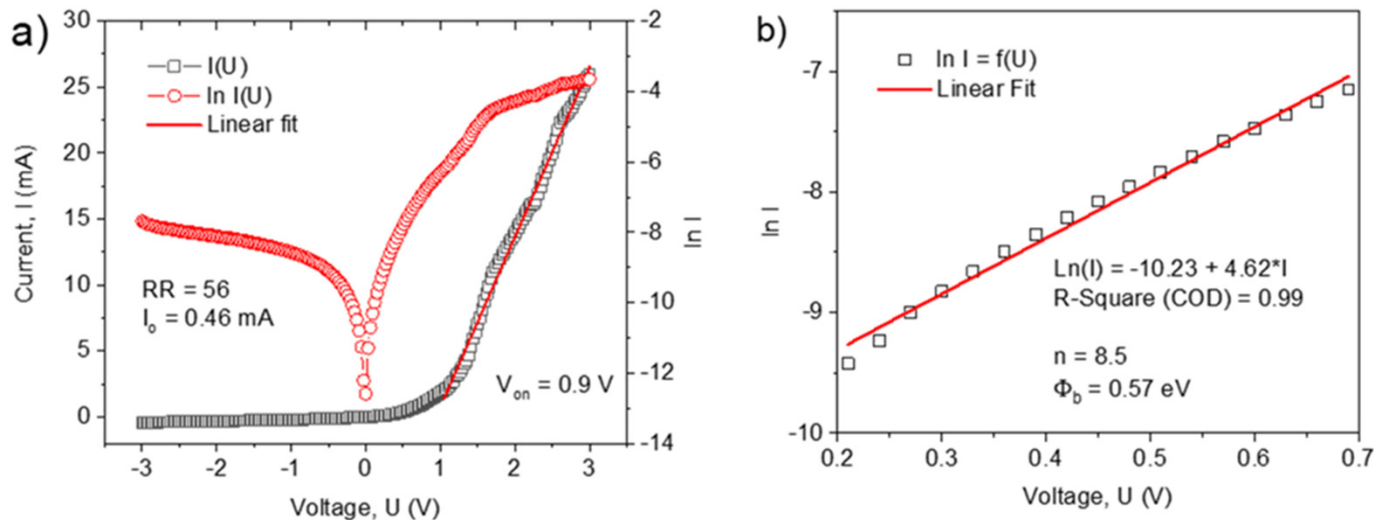 a)
I(U)
ln I(U)
Linear fit
RR = 56
Io = 0.46 mA
Von = 0.9 V
Current, I (mA)
30
25
20
15
10
5
0
-2
-4
-6
-8
-10
-12
-14
ln I
-3 -2 -1 0 1 2 3
Voltage, U (V)
b)
ln I = f(U)
Linear Fit
Ln(I) = -10.23 + 4.62*I
R-Square (COD) = 0.99
n = 8.5
Φb = 0.57 eV
ln I
-7
-8
-9
-10
0.2 0.3 0.4 0.5 0.6 0.7
Voltage, U (V)